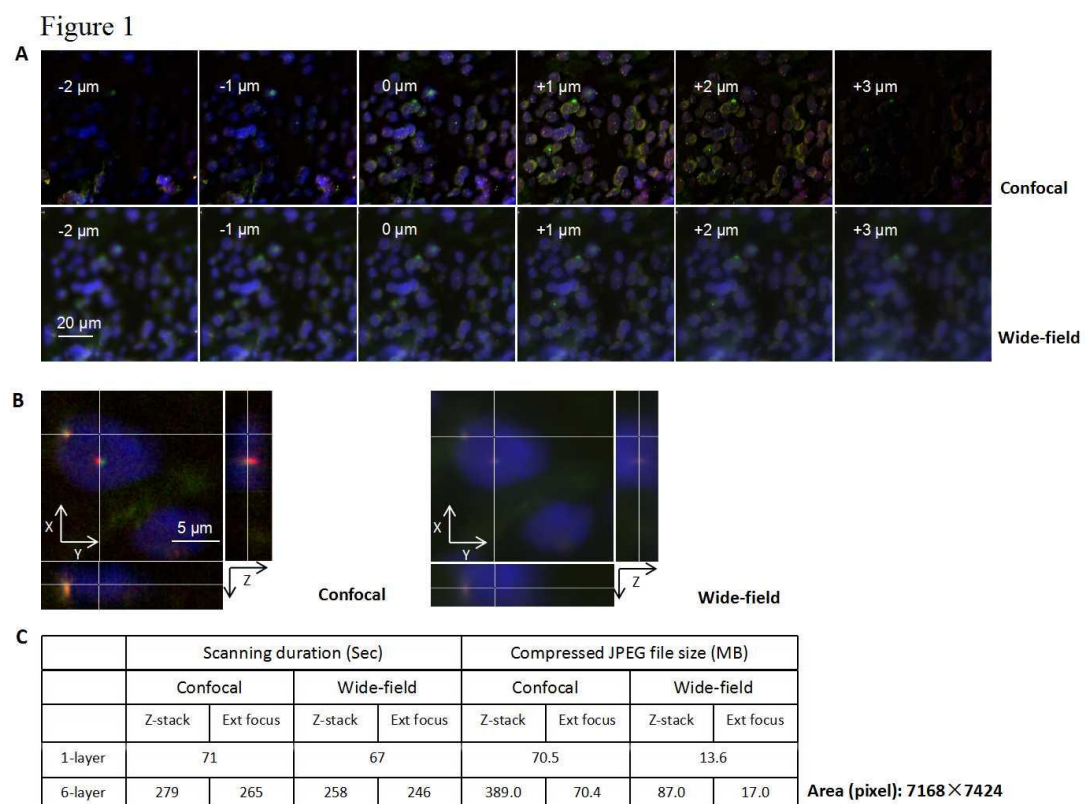 Figure 1
A
-2 µm -1 µm 0 µm +1 µm +2 µm +3 µm
Confocal
-2 µm -1 µm 0 µm +1 µm +2 µm +3 µm
20 µm
Wide-field
B
X
Y
5 µm
Z
Confocal
X
Y
Z
Wide-field
C
Scanning duration (Sec) Compressed JPEG file size (MB)
Confocal Wide-field Confocal Wide-field
Z-stack Ext focus Z-stack Ext focus Z-stack Ext focus Z-stack Ext focus
1-layer 71 67 70.5 13.6
6-layer 279 265 258 246 389.0 70.4 87.0 17.0
Area (pixel): 7168×7424